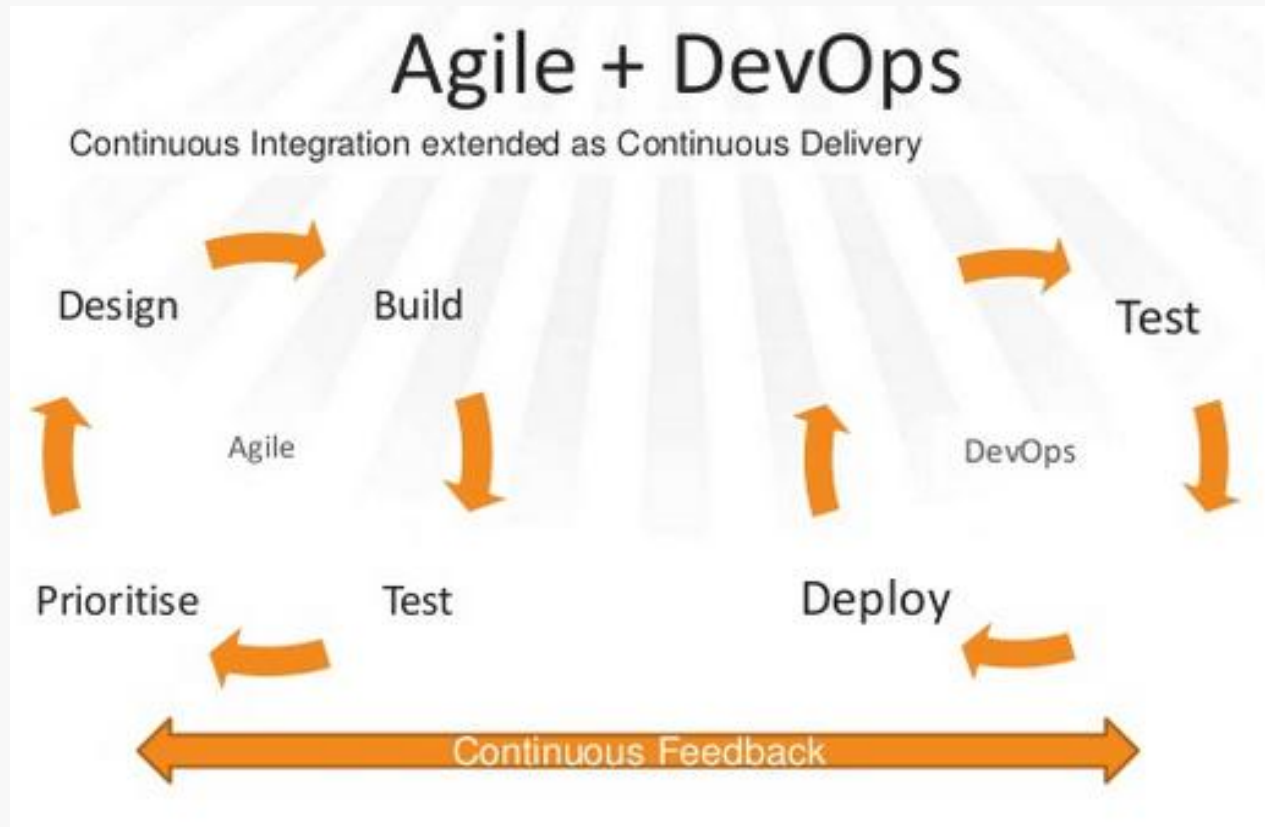 Agile + DevOps
Continuous Integration extended as Continuous Delivery
Design
Build
Test
Agile
DevOps
Prioritise
Test
Deploy
Continuous Feedback